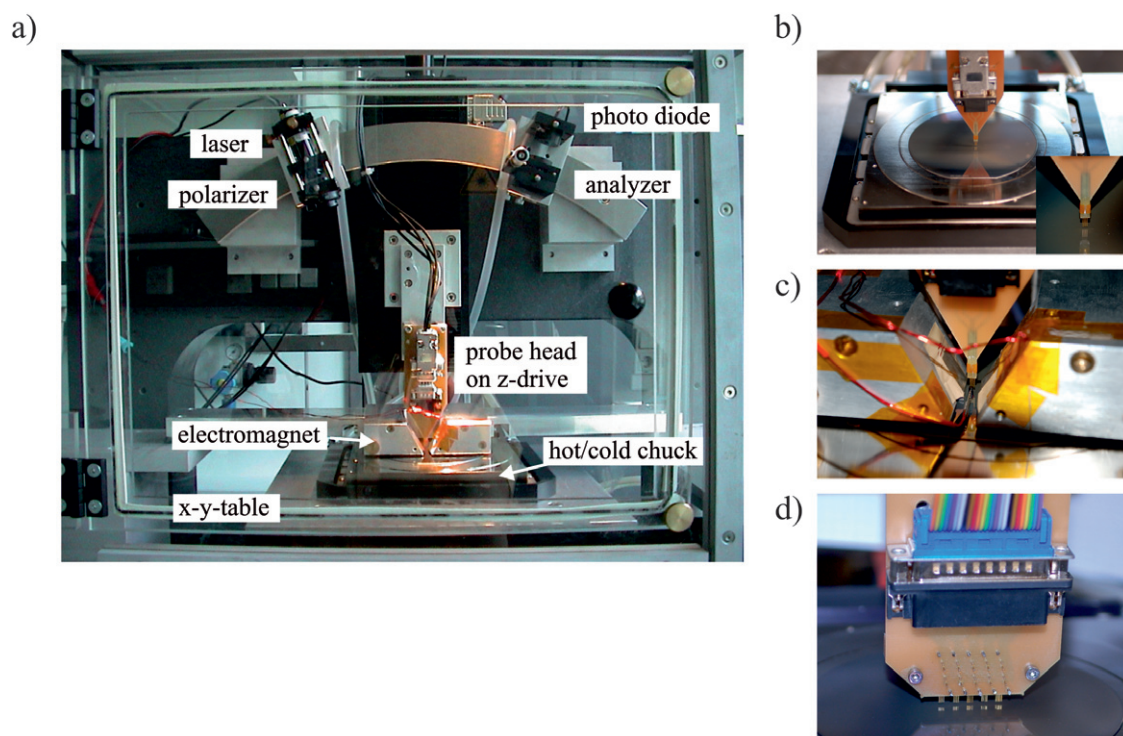 a)
b)
photo diode
laser
polarizer
analyzer
c)
probe head
on z-drive
electromagnet
hot/cold chuck
x-y-table
d)